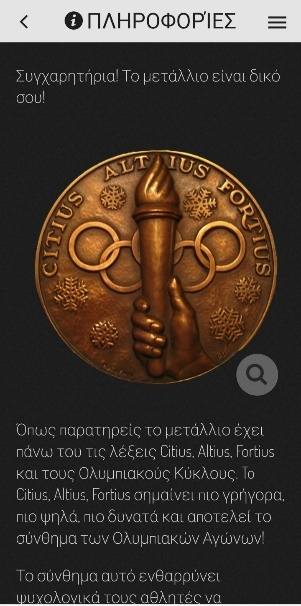 ΠΛΗΡΟΦΟΡΊΕΣ
Συγχαρητήρια! Το μετάλλιο είναι δικό
σου!
CITIUS ALTIUS FORTIUS
Όπως παρατηρείς το μετάλλιο έχει
πάνω του τις λέξεις Citius, Altius, Fortius
και τους Ολυμπιακούς Κύκλους. Το
Citius, Altius, Fortius σημαίνει πιο γρήγορα,
πιο ψηλά, πιο δυνατά και αποτελεί το
σύνθημα των Ολυμπιακών Αγώνων!
Το σύνθημα αυτό ενθαρρύνει
ψυχολογικά τους αθλητές να